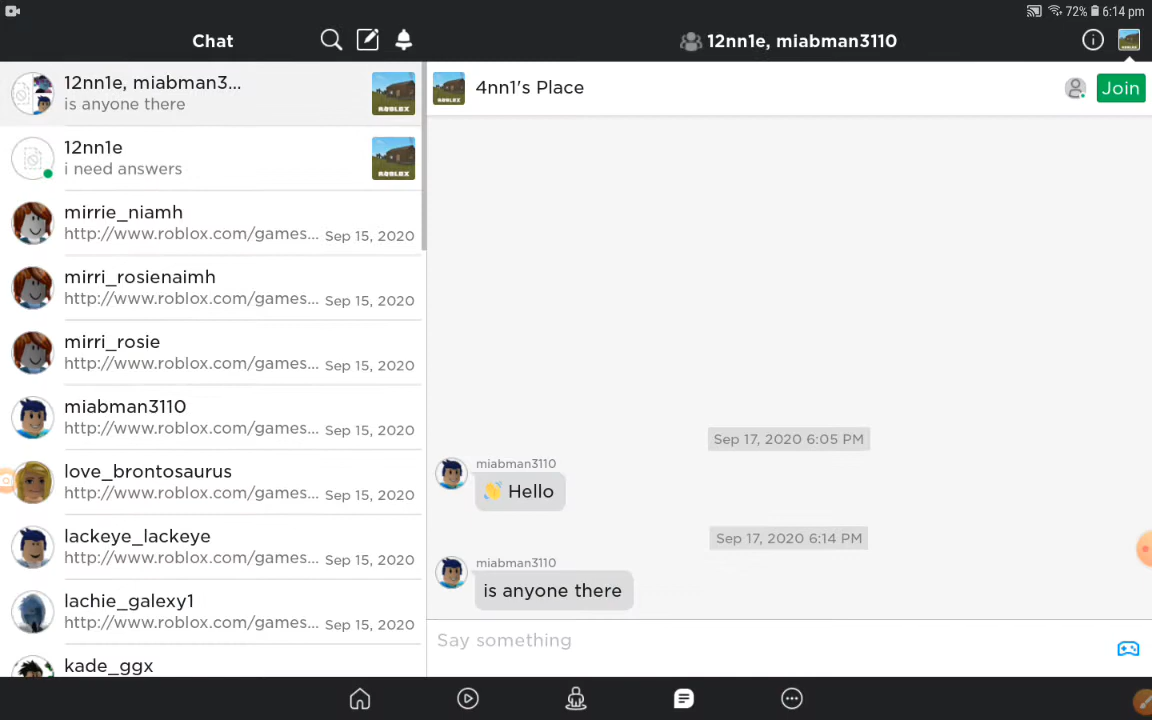 72% 6:14 pm
Chat
12nn1e, miabman3110
12nn1e, miabman3...
is anyone there
ROBLOX
12nn1e
i need answers
ROBLOX
mirrie_niamh
http://www.roblox.com/games... Sep 15, 2020
mirri_rosienaimh
http://www.roblox.com/games... Sep 15, 2020
mirri_rosie
http://www.roblox.com/games... Sep 15, 2020
miabman3110
http://www.roblox.com/games... Sep 15, 2020
love_brontosaurus
http://www.roblox.com/games... Sep 15, 2020
lackeye_lackeye
http://www.roblox.com/games... Sep 15, 2020
lachie_galexy1
http://www.roblox.com/games... Sep 15, 2020
kade_ggx
4nn1's Place
Join
Sep 17, 2020 6:05 PM
miabman3110
👋 Hello
Sep 17, 2020 6:14 PM
miabman3110
is anyone there
Say something